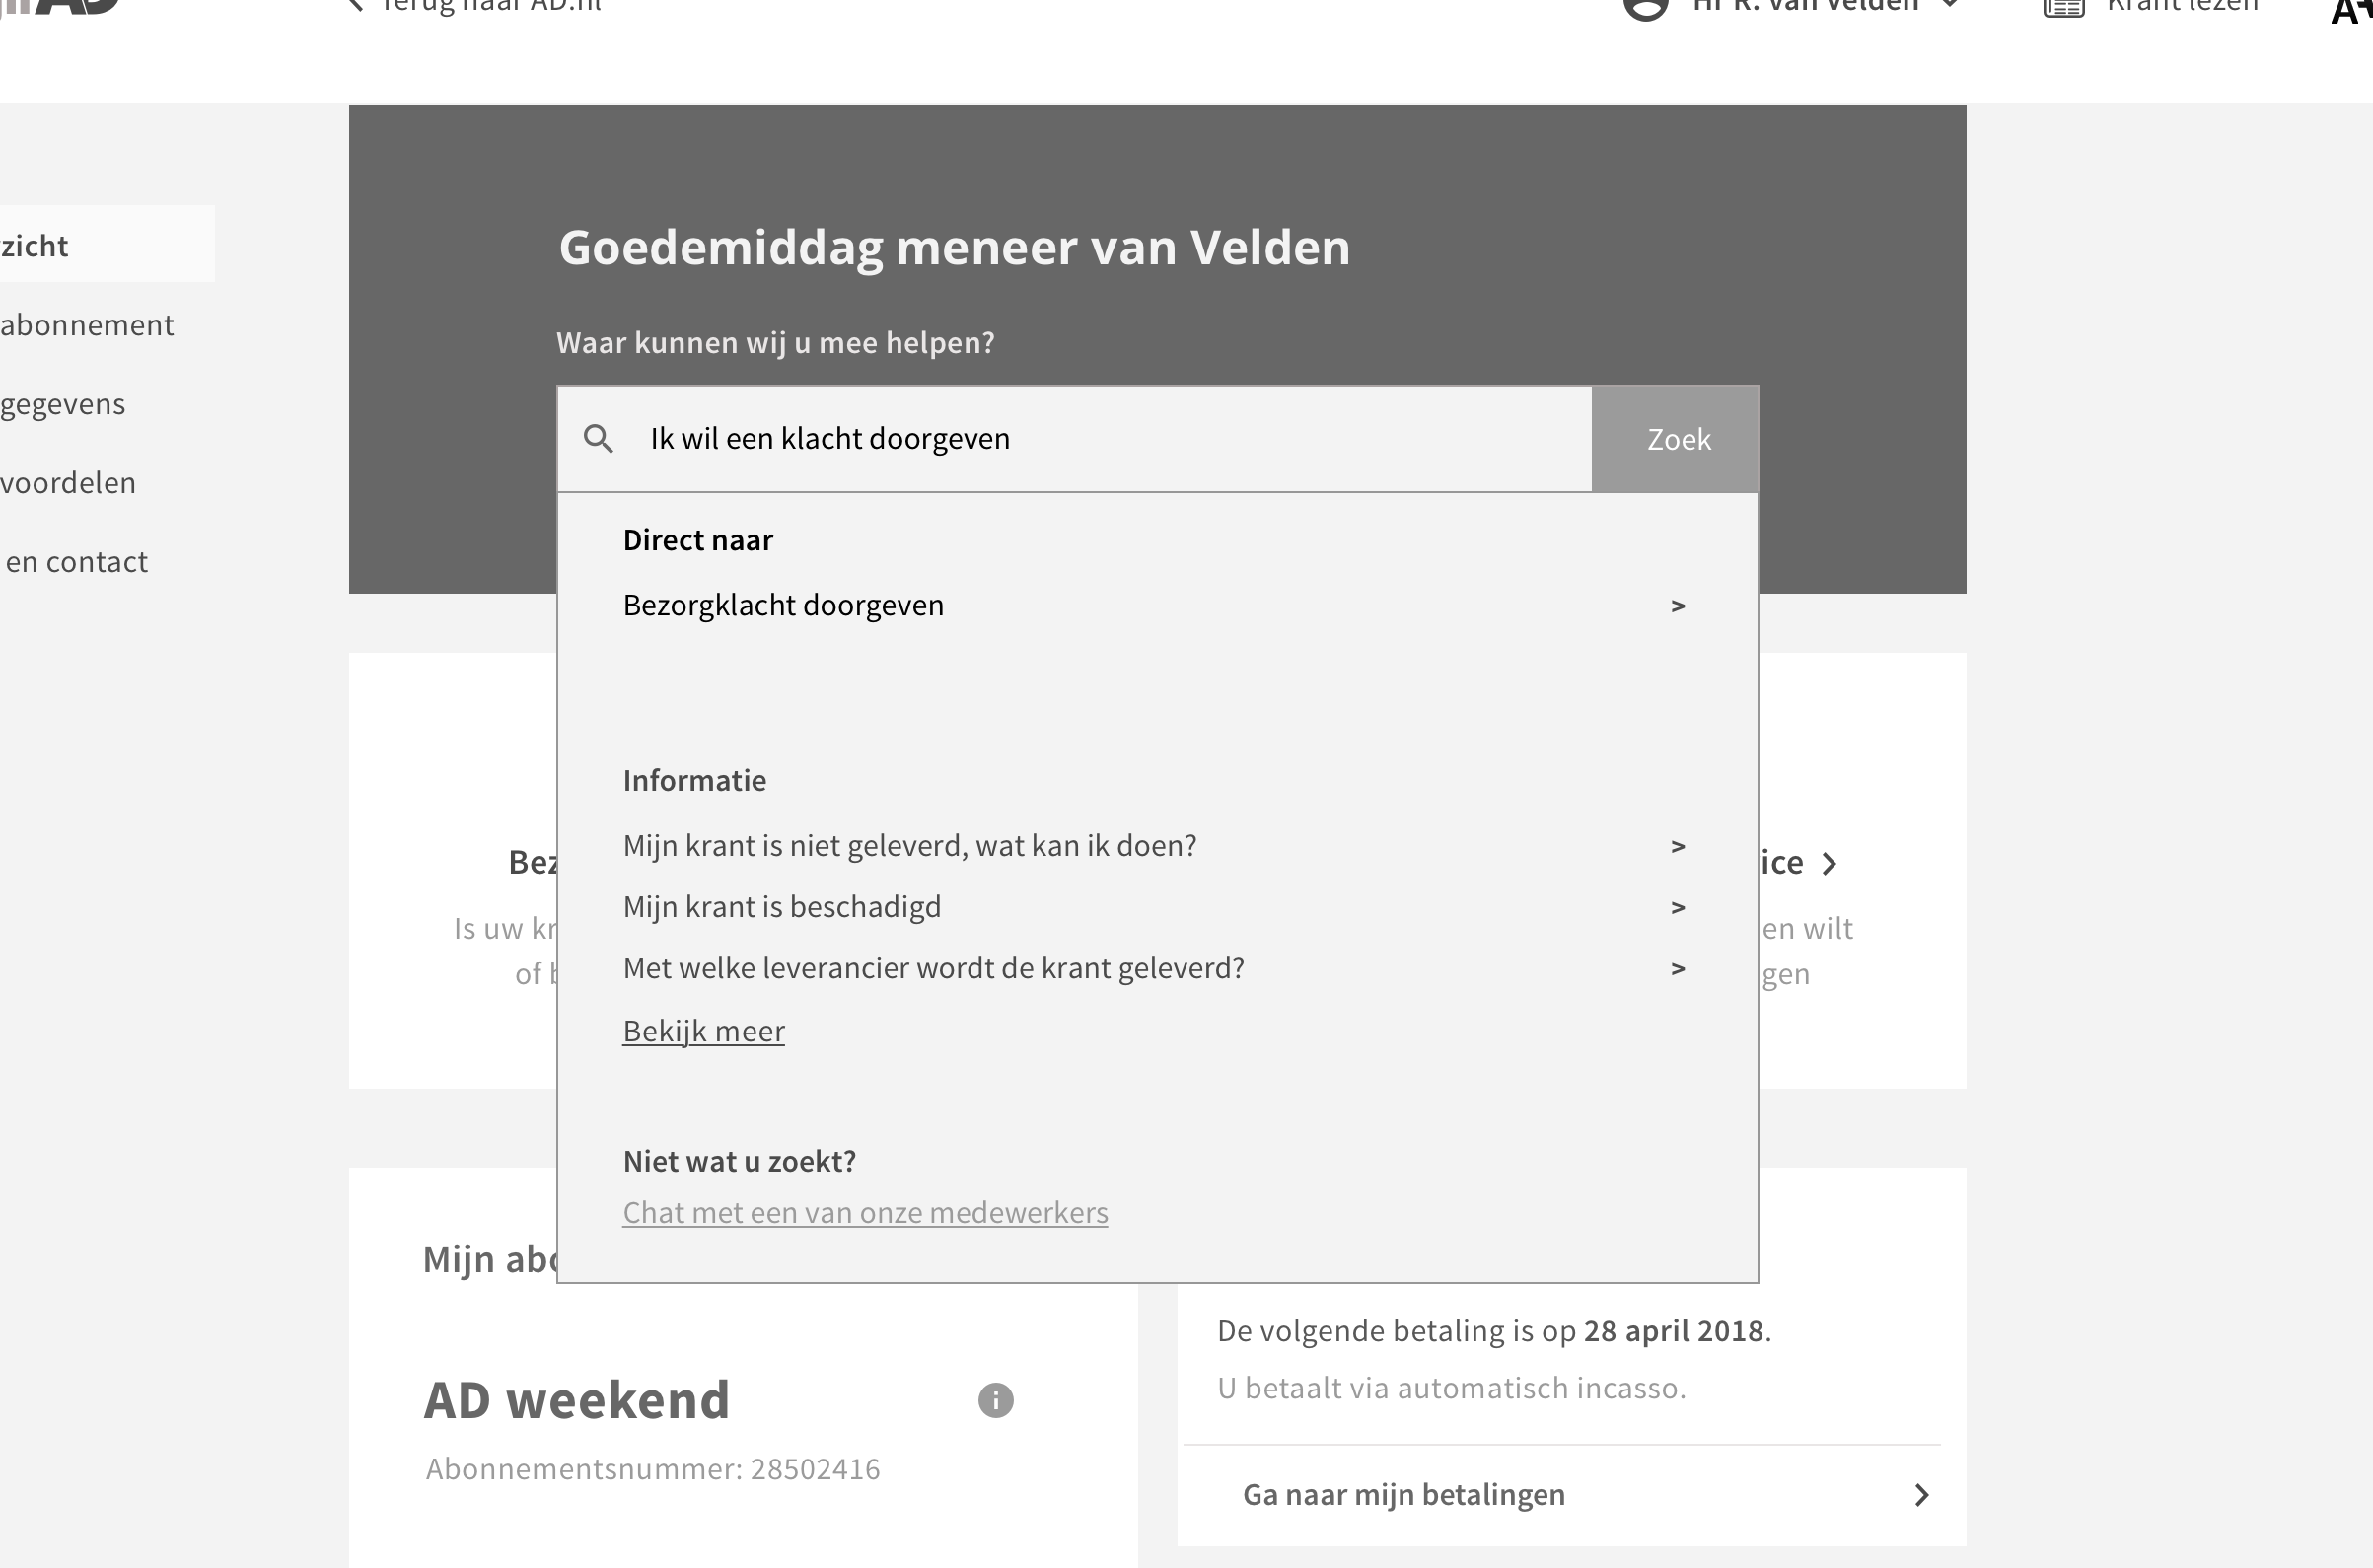 AD
Terug naar AD.nl
Hr R. van Velden
Krant lezen
zicht
abonnement
gegevens
voordelen
en contact
Goedemiddag meneer van Velden
Waar kunnen wij u mee helpen?
Ik wil een klacht doorgeven
Zoek
Direct naar
Bezorgklacht doorgeven >
Informatie
Mijn krant is niet geleverd, wat kan ik doen? >
Mijn krant is beschadigd >
Met welke leverancier wordt de krant geleverd? >
Bekijk meer
Niet wat u zoekt?
Chat met een van onze medewerkers
Bez
Is uw kr
of b
ice
en wilt
gen
Mijn abo
AD weekend
Abonnementsnummer: 28502416
De volgende betaling is op 28 april 2018.
U betaalt via automatisch incasso.
Ga naar mijn betalingen